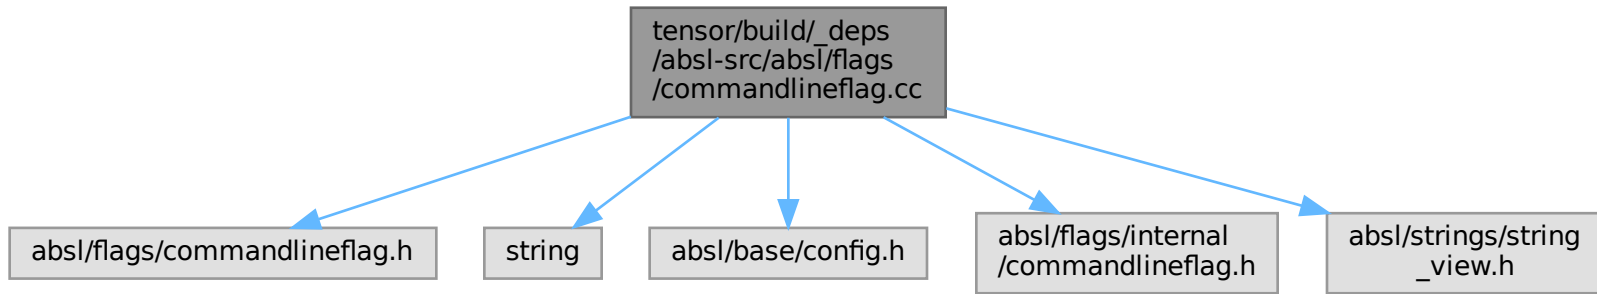 tensor/build/_deps
/absl-src/absl/flags
/commandlineflag.cc
absl/flags/commandlineflag.h
string
absl/base/config.h
absl/flags/internal
/commandlineflag.h
absl/strings/string
_view.h